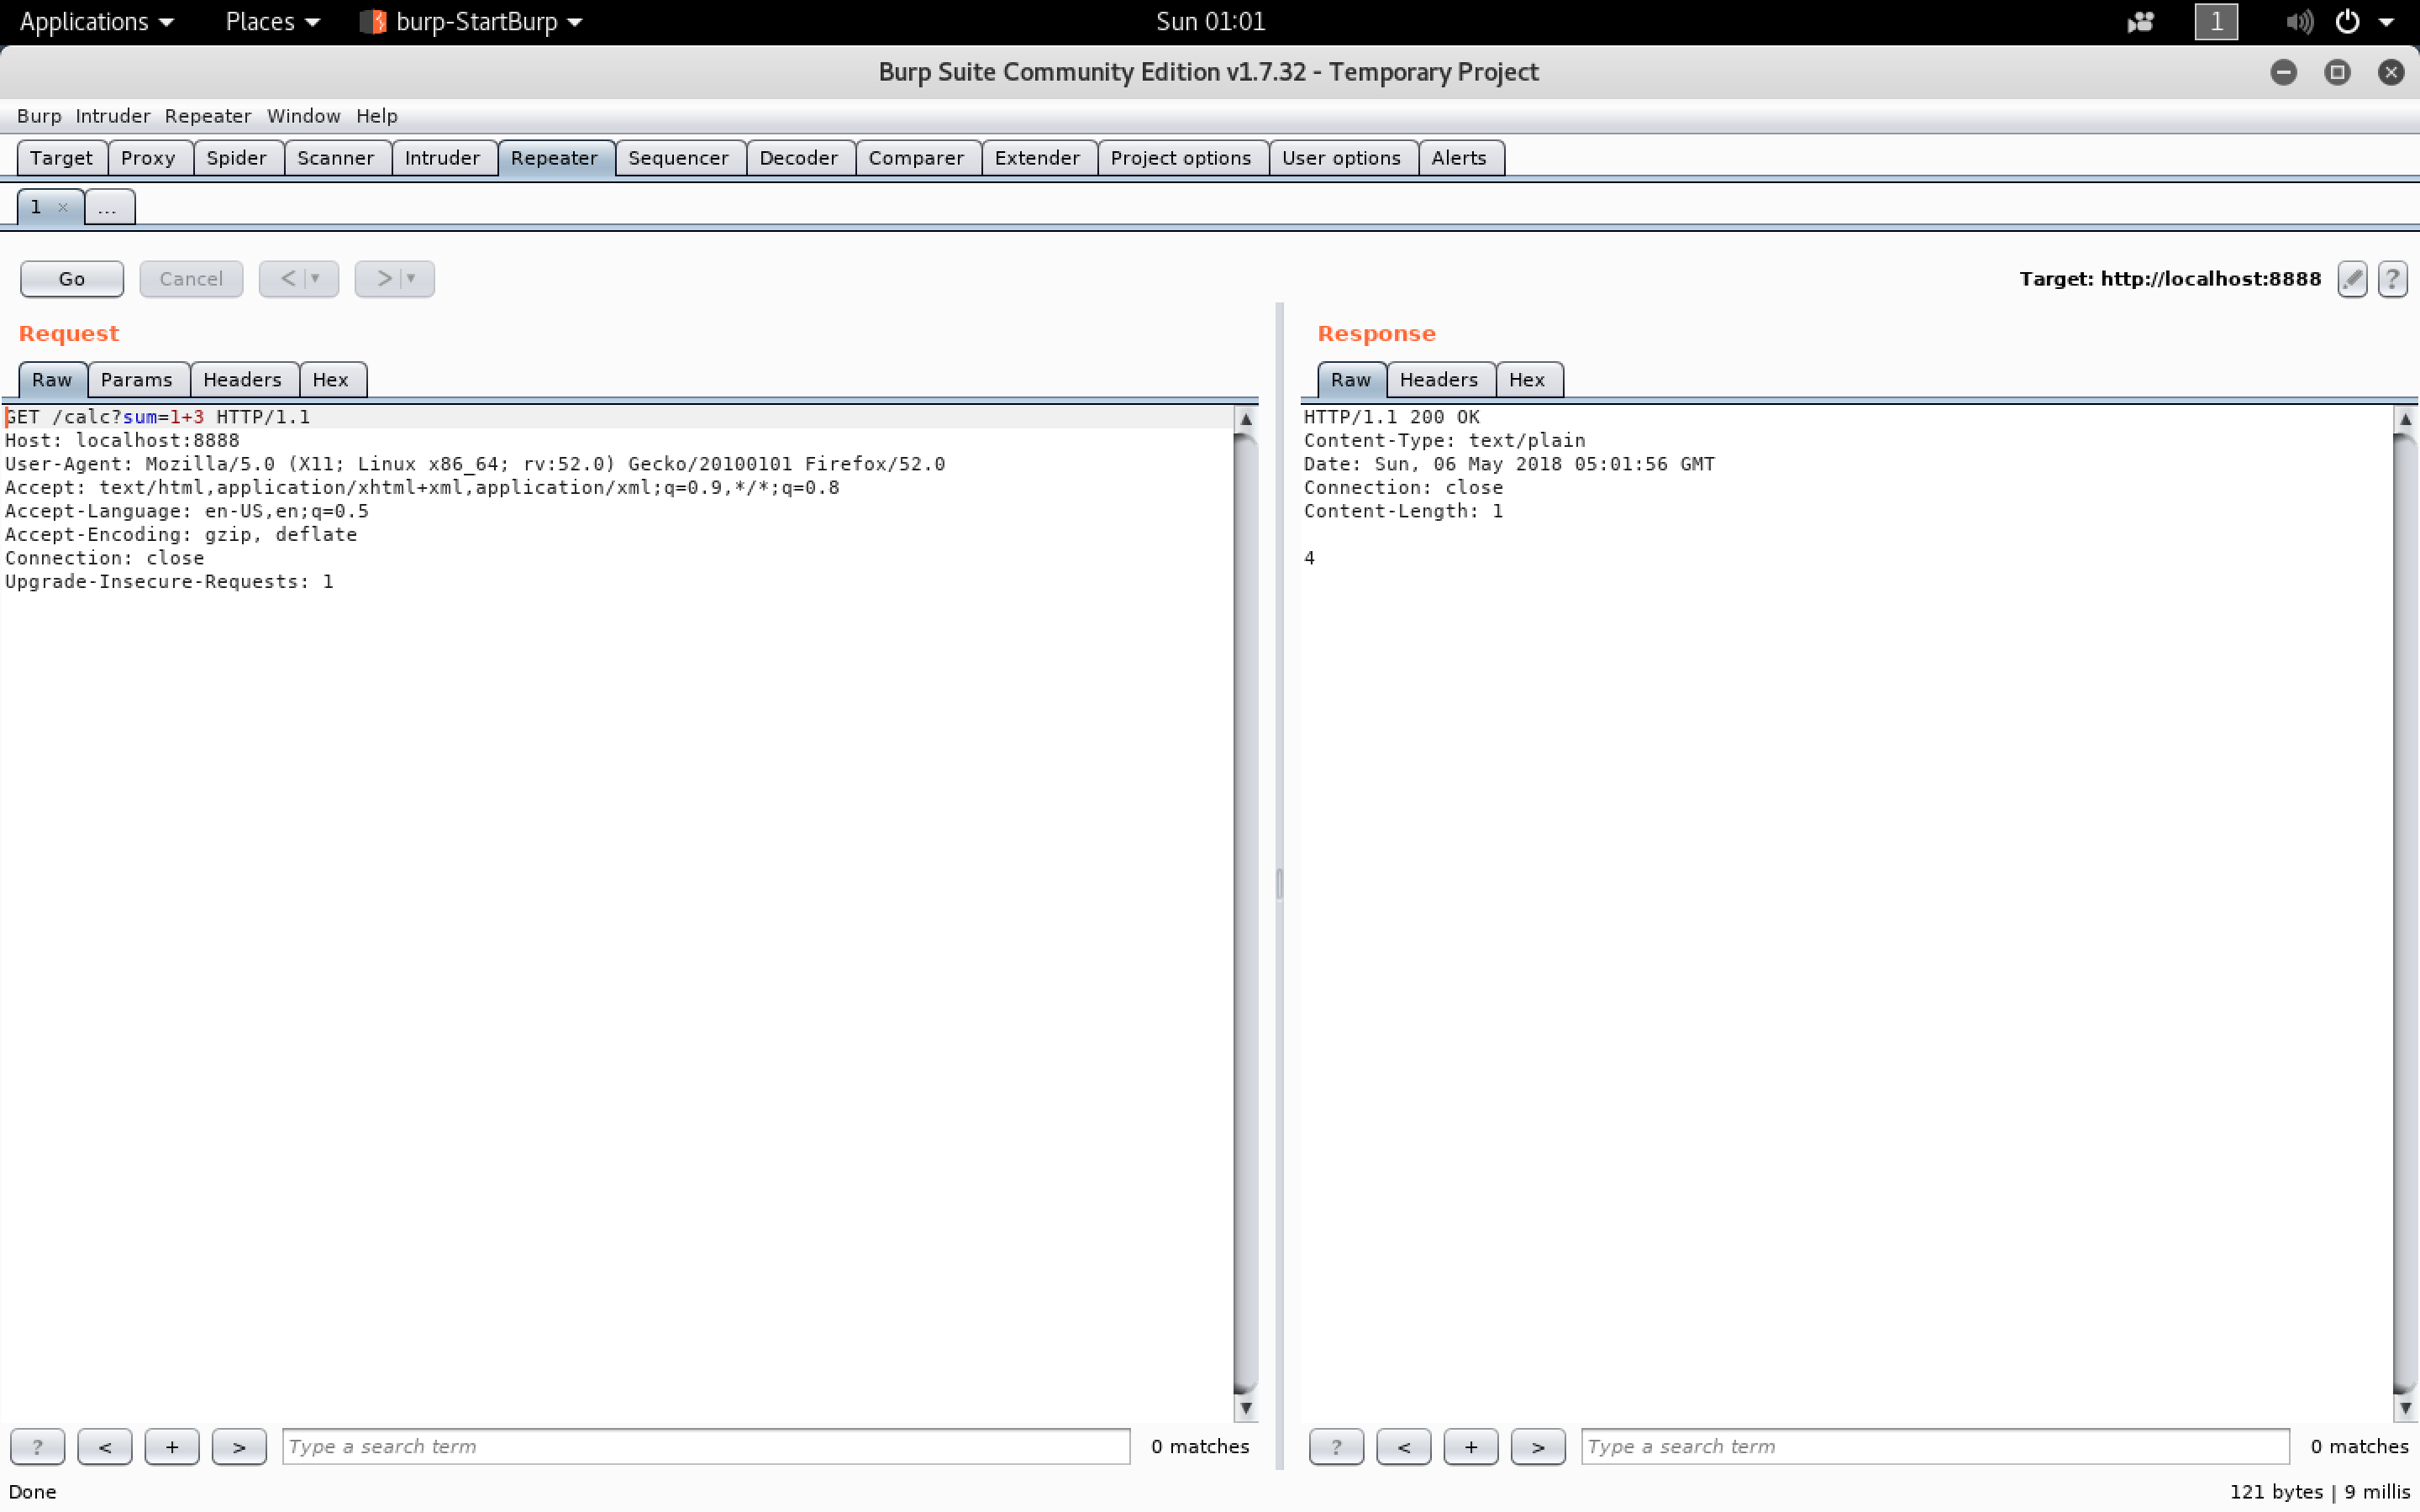 Applications Places burp-StartBurp Sun 01:01 1
Burp Suite Community Edition v1.7.32 - Temporary Project
Burp Intruder Repeater Window Help
Target Proxy Spider Scanner Intruder Repeater Sequencer Decoder Comparer Extender Project options User options Alerts
1 × ...
Go Cancel < > Target: http://localhost:8888 ?
Request
Raw Params Headers Hex
GET /calc?sum=1+3 HTTP/1.1
Host: localhost:8888
User-Agent: Mozilla/5.0 (X11; Linux x86_64; rv:52.0) Gecko/20100101 Firefox/52.0
Accept: text/html,application/xhtml+xml,application/xml;q=0.9,*/*;q=0.8
Accept-Language: en-US,en;q=0.5
Accept-Encoding: gzip, deflate
Connection: close
Upgrade-Insecure-Requests: 1
? < + > Type a search term 0 matches
Response
Raw Headers Hex
HTTP/1.1 200 OK
Content-Type: text/plain
Date: Sun, 06 May 2018 05:01:56 GMT
Connection: close
Content-Length: 1
4
? < + > Type a search term 0 matches
Done 121 bytes | 9 millis